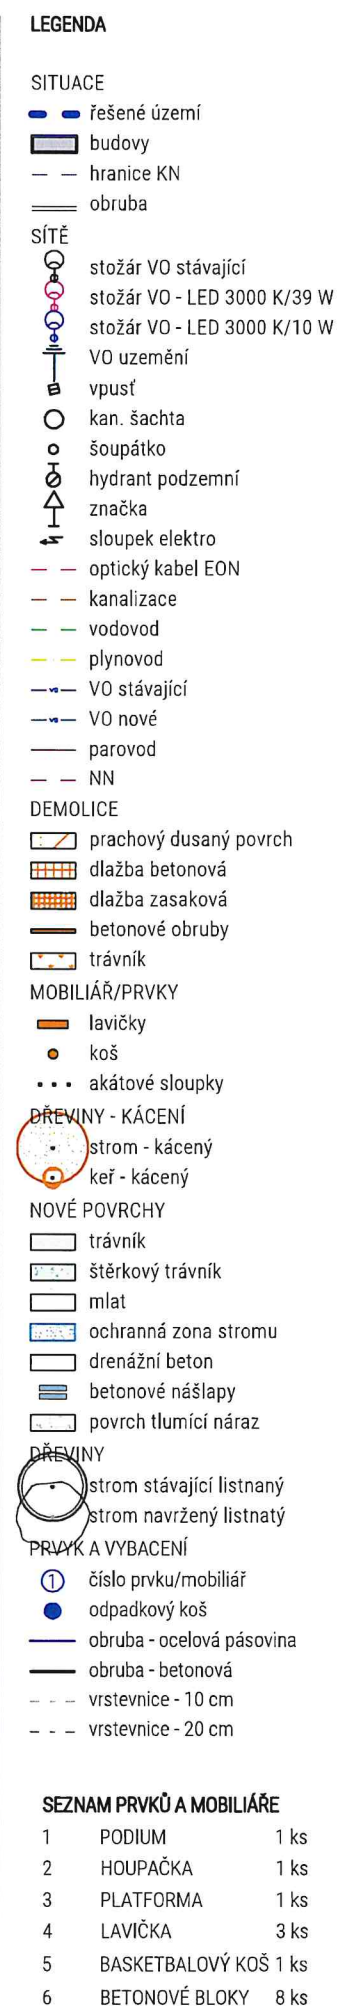 LEGENDA
SITUACE
řešené území
budovy
hranice KN
obruba
SÍTĚ
stožár VO stávající
stožár VO - LED 3000 K/39 W
stožár VO - LED 3000 K/10 W
VO uzemění
vpusť
kan. šachta
šoupátko
hydrant podzemní
značka
sloupek elektro
optický kabel EON
kanalizace
vodovod
plynovod
VO stávající
VO nové
parovod
NN
DEMOLICE
prachový dusaný povrch
dlažba betonová
dlažba zasaková
betonové obruby
trávník
MOBILIÁŘ/PRVKY
lavičky
koš
akátové sloupky
DŘEVINY - KÁCENÍ
strom - kácený
keř - kácený
NOVÉ POVRCHY
trávník
štěrkový trávník
mlat
ochranná zona stromu
drenážní beton
betonové nášlapy
povrch tlumící náraz
DŘEVINY
strom stávající listnaný
strom navržený listnatý
PRVYK A VYBACENÍ
1 číslo prvku/mobiliář
odpadkový koš
obruba - ocelová pásovina
obruba - betonová
vrstevnice - 10 cm
vrstevnice - 20 cm
SEZNAM PRVKŮ A MOBILIÁŘE
1 PODIUM 1 ks
2 HOUPAČKA 1 ks
3 PLATFORMA 1 ks
4 LAVIČKA 3 ks
5 BASKETBALOVÝ KOŠ 1 ks
6 BETONOVÉ BLOKY 8 ks